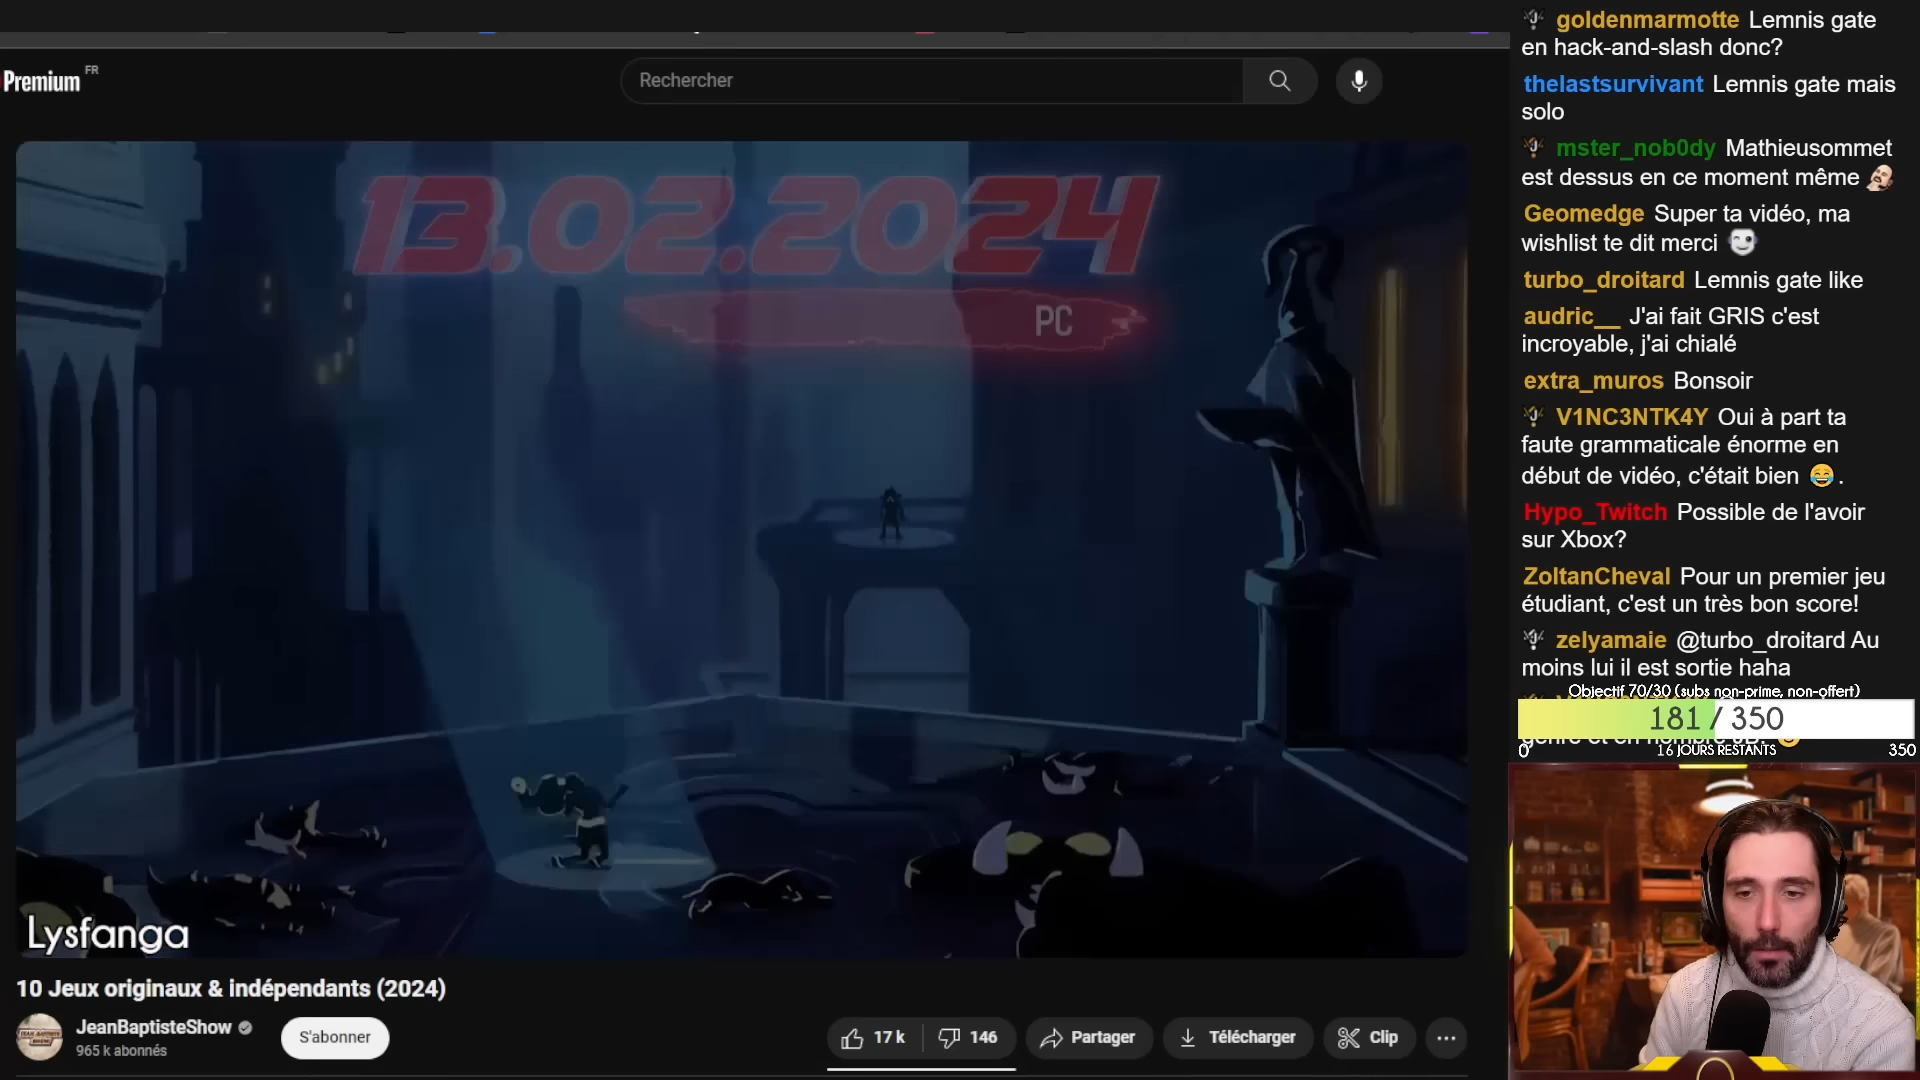 Premium FR
Rechercher
13.02.2024
PC
Lysfanga
10 Jeux originaux & indépendants (2024)
JeanBaptisteShow
965 k abonnés
S'abonner
17 k
146
Partager
Télécharger
Clip
goldenmarmotte Lemnis gate
en hack-and-slash donc?
thelastsurvivant Lemnis gate mais
solo
mster_nob0dy Mathieusommet
est dessus en ce moment même
Geomedge Super ta vidéo, ma
wishlist te dit merci
turbo_droitard Lemnis gate like
audric__ J'ai fait GRIS c'est
incroyable, j'ai chialé
extra_muros Bonsoir
V1NC3NTK4Y Oui à part ta
faute grammaticale énorme en
début de vidéo, c'était bien 😂.
Hypo_Twitch Possible de l'avoir
sur Xbox?
ZoltanCheval Pour un premier jeu
étudiant, c'est un très bon score!
zelyamaie @turbo_droitard Au
moins lui il est sortie haha
Objectif 70/30 (subs non-prime, non-offert)
181 / 350
0
16 JOURS RESTANTS
350